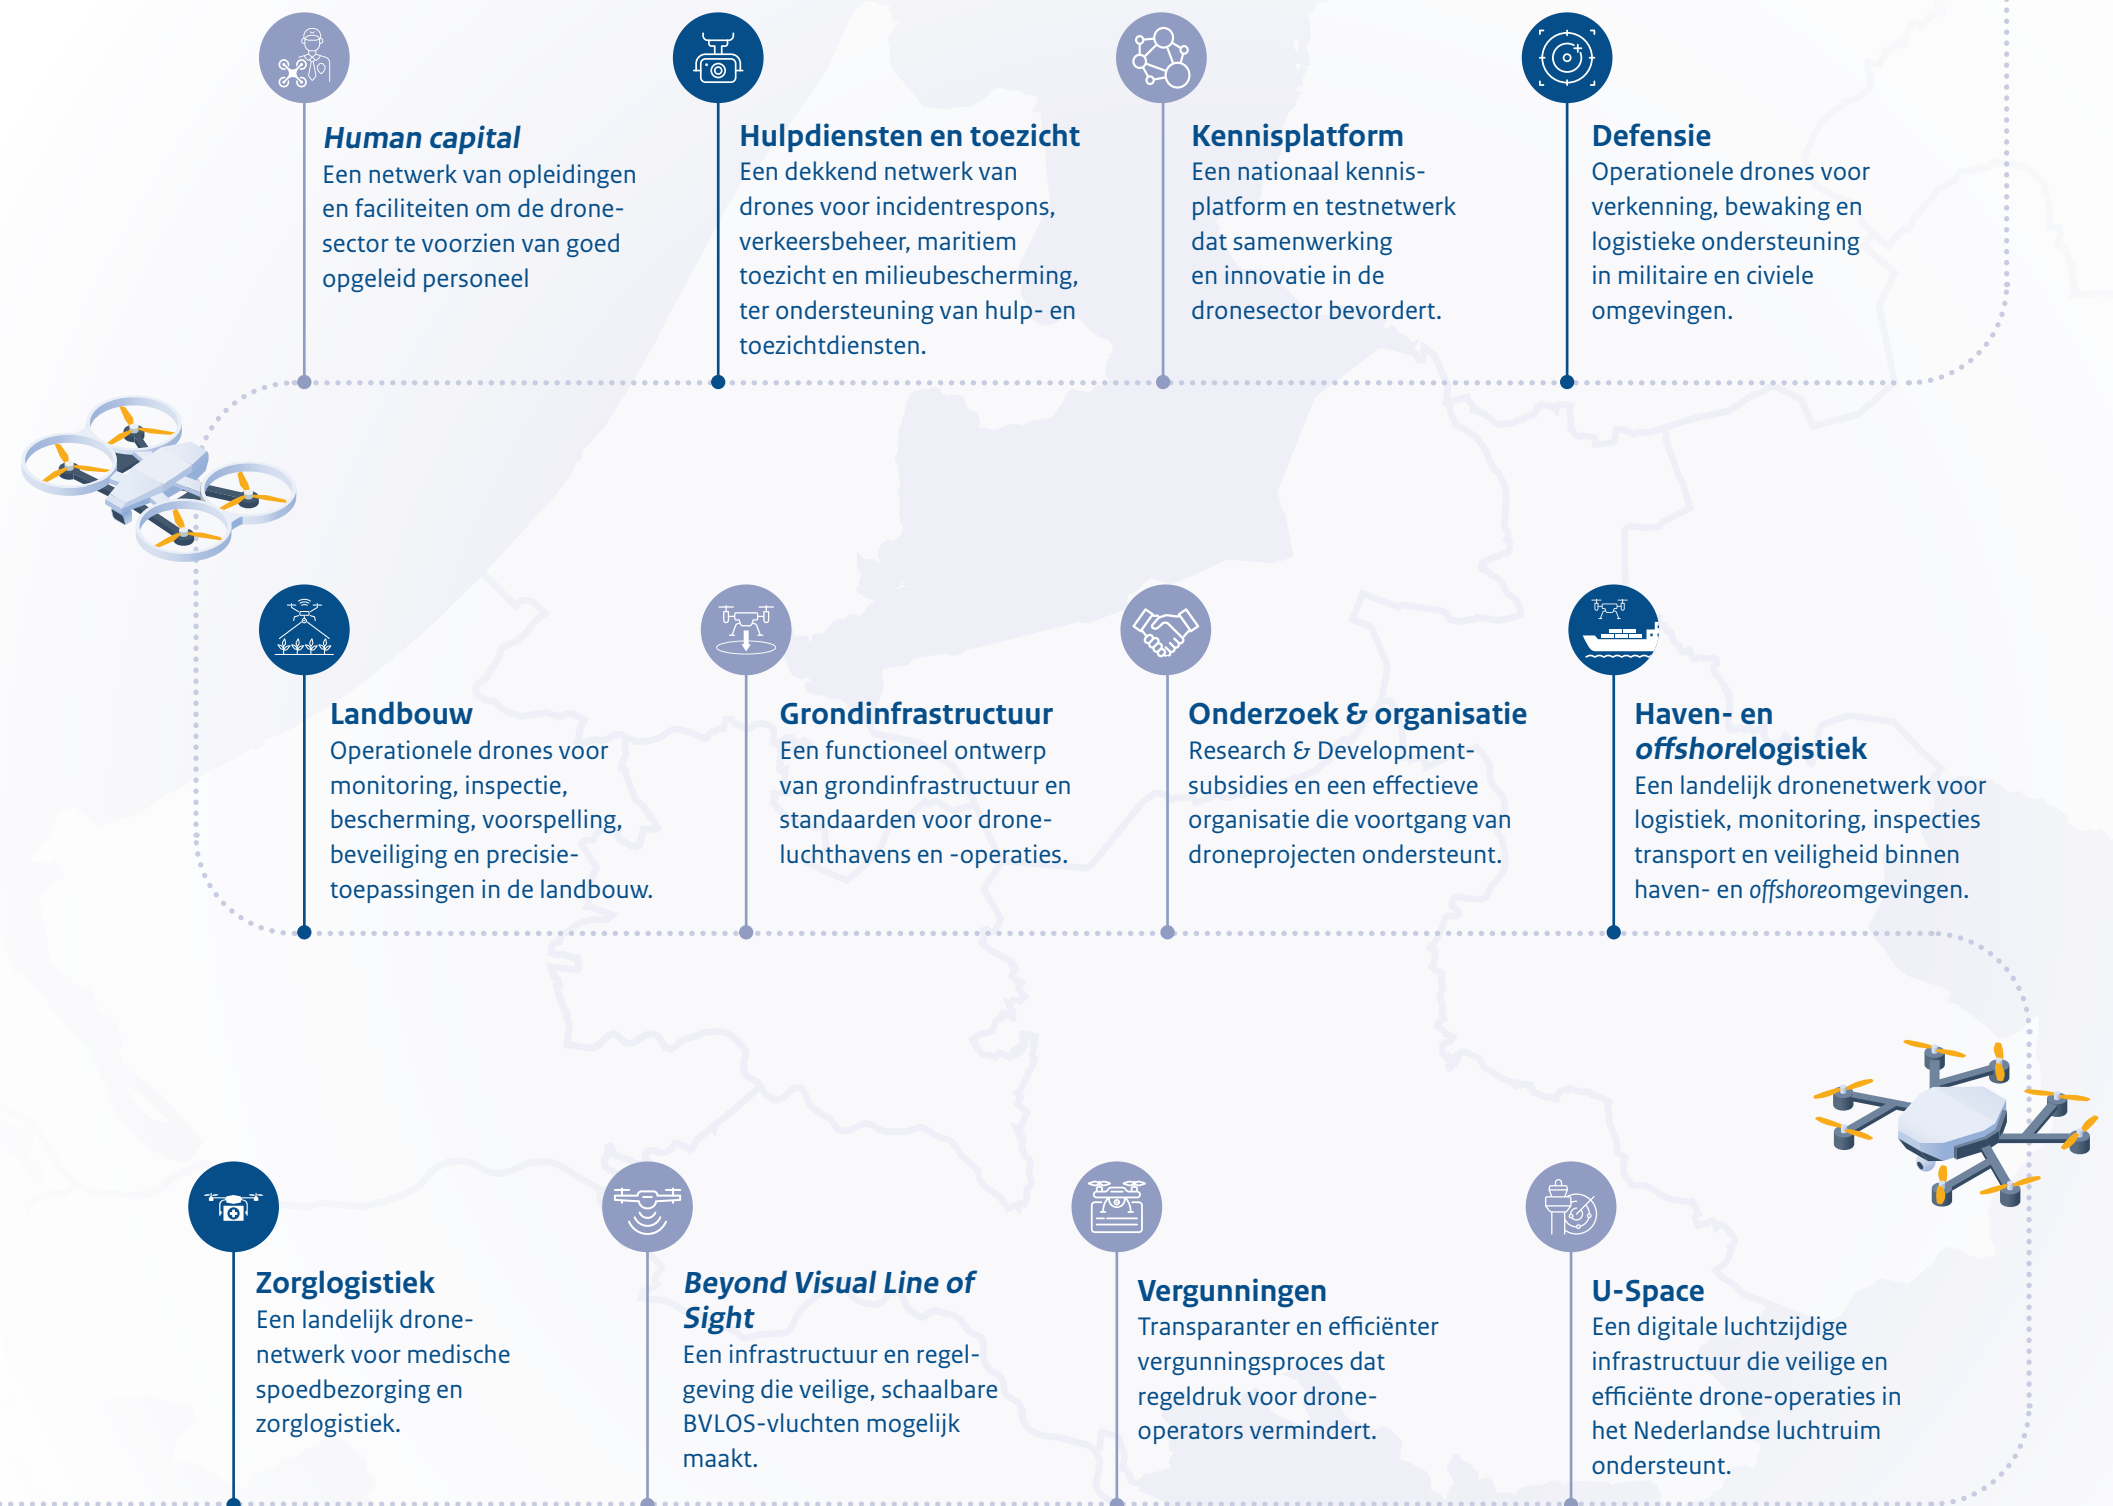 Human capital
Een netwerk van opleidingen
en faciliteiten om de drone-
sector te voorzien van goed
opgeleid personeel
Hulpdiensten en toezicht
Een dekkend netwerk van
drones voor incidentrespons,
verkeersbeheer, maritiem
toezicht en milieubescherming,
ter ondersteuning van hulp- en
toezichtdiensten.
Kennisplatform
Een nationaal kennis-
platform en testnetwerk
dat samenwerking
en innovatie in de
dronesector bevordert.
Defensie
Operationele drones voor
verkenning, bewaking en
logistieke ondersteuning
in militaire en civiele
omgevingen.
Landbouw
Operationele drones voor
monitoring, inspectie,
bescherming, voorspelling,
beveiliging en precisie-
toepassingen in de landbouw.
Grondinfrastructuur
Een functioneel ontwerp
van grondinfrastructuur en
standaarden voor drone-
luchthavens en -operaties.
Onderzoek & organisatie
Research & Development-
subsidies en een effectieve
organisatie die voortgang van
droneprojecten ondersteunt.
Haven- en
offshorelogistiek
Een landelijk dronenetwerk voor
logistiek, monitoring, inspecties
transport en veiligheid binnen
haven- en offshoreomgevingen.
Zorglogistiek
Een landelijk drone-
netwerk voor medische
spoedbezorging en
zorglogistiek.
Beyond Visual Line of
Sight
Een infrastructuur en regel-
geving die veilige, schaalbare
BVLOS-vluchten mogelijk
maakt.
Vergunningen
Transparanter en efficiënter
vergunningsproces dat
regeldruk voor drone-
operators vermindert.
U-Space
Een digitale luchtzijdige
infrastructuur die veilige en
efficiënte drone-operaties in
het Nederlandse luchtruim
ondersteunt.